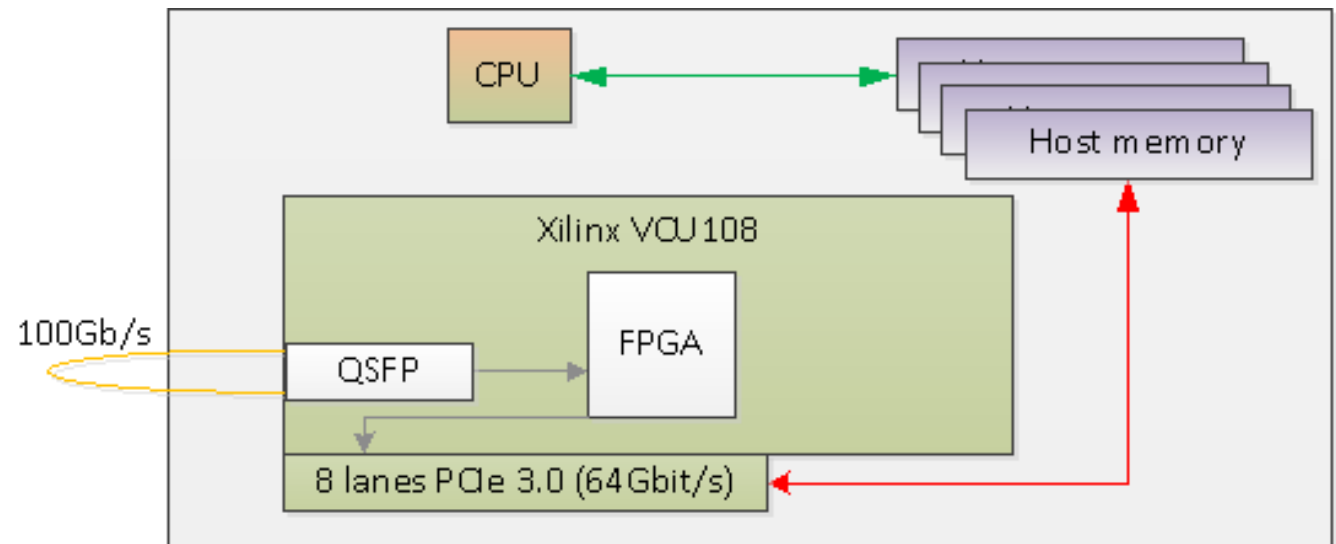 CPU
Host memory
Xilinx VCU108
100Gb/s
FPGA
QSFP
8 lanes PCIe 3.0 (64Gbit/s)